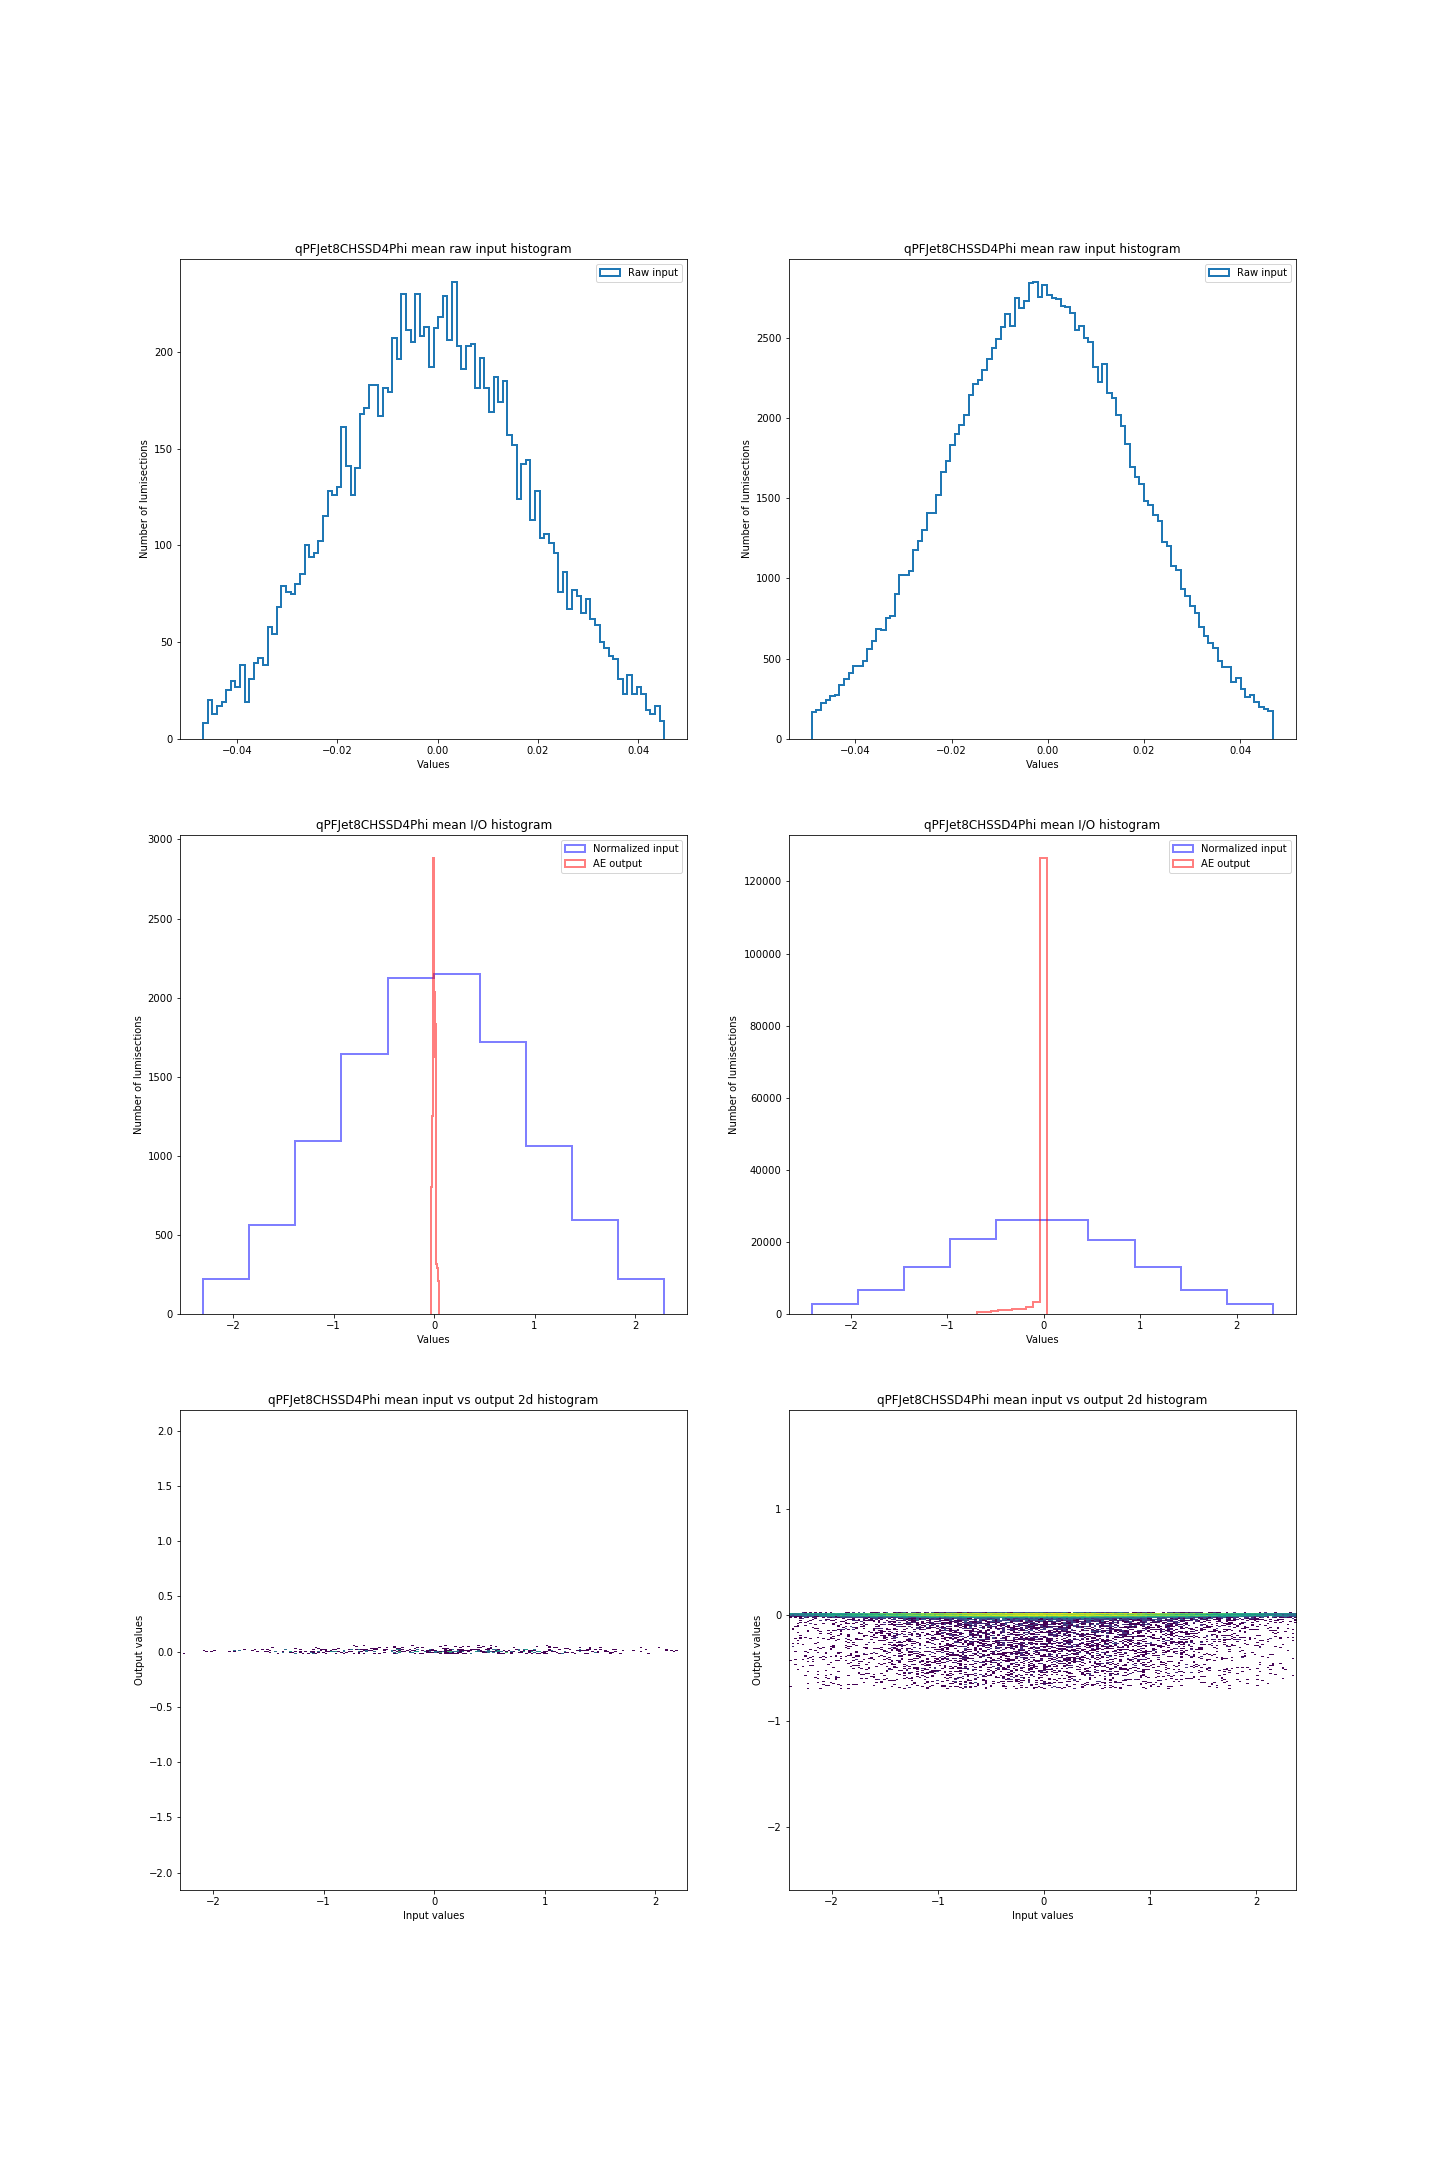 qPFJet8CHSSD4Phi mean raw input histogram
Raw input
Number of lumisections
0
50
100
150
200
−0.04
−0.02
0.00
0.02
0.04
Values
qPFJet8CHSSD4Phi mean raw input histogram
Raw input
Number of lumisections
0
500
1000
1500
2000
2500
−0.04
−0.02
0.00
0.02
0.04
Values
qPFJet8CHSSD4Phi mean I/O histogram
Normalized input
AE output
Number of lumisections
0
500
1000
1500
2000
2500
3000
−2
−1
0
1
2
Values
qPFJet8CHSSD4Phi mean I/O histogram
Normalized input
AE output
Number of lumisections
0
20000
40000
60000
80000
100000
120000
−2
−1
0
1
2
Values
qPFJet8CHSSD4Phi mean input vs output 2d histogram
Output values
2.0
1.5
1.0
0.5
0.0
−0.5
−1.0
−1.5
−2.0
−2
−1
0
1
2
Input values
qPFJet8CHSSD4Phi mean input vs output 2d histogram
Output values
1
0
−1
−2
−2
−1
0
1
2
Input values